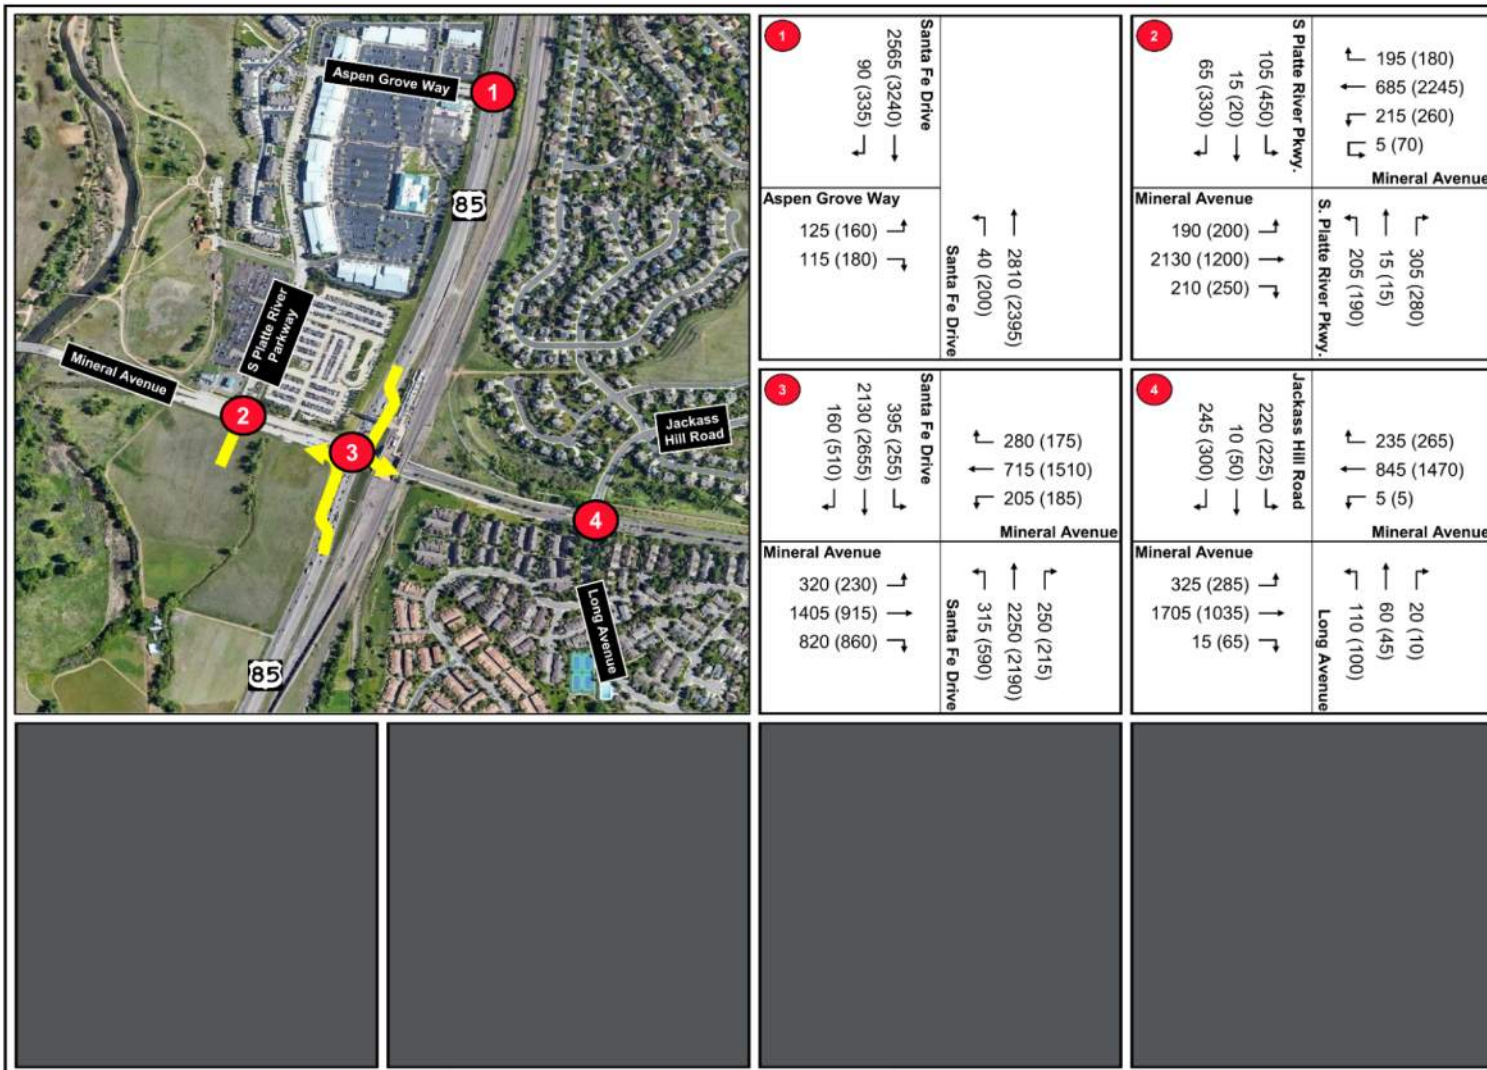 Aspen Grove Way
1
85
S Platte River
Parkway
Mineral Avenue
2
3
Jackass
Hill Road
4
Long Avenue
85
1
Santa Fe Drive
2565 (3240)
90 (335)
Aspen Grove Way
125 (160)
115 (180)
Santa Fe Drive
40 (200)
2810 (2395)
2
S Platte River Pkwy.
105 (450)
15 (20)
65 (330)
195 (180)
685 (2245)
215 (260)
5 (70)
Mineral Avenue
Mineral Avenue
190 (200)
2130 (1200)
210 (250)
S. Platte River Pkwy.
205 (190)
15 (15)
305 (280)
3
Santa Fe Drive
395 (255)
2130 (2655)
160 (510)
280 (175)
715 (1510)
205 (185)
Mineral Avenue
Mineral Avenue
320 (230)
1405 (915)
820 (860)
Santa Fe Drive
315 (590)
2250 (2190)
250 (215)
4
Jackass Hill Road
220 (225)
10 (50)
245 (300)
235 (265)
845 (1470)
5 (5)
Mineral Avenue
Mineral Avenue
325 (285)
1705 (1035)
15 (65)
Long Avenue
110 (100)
60 (45)
20 (10)